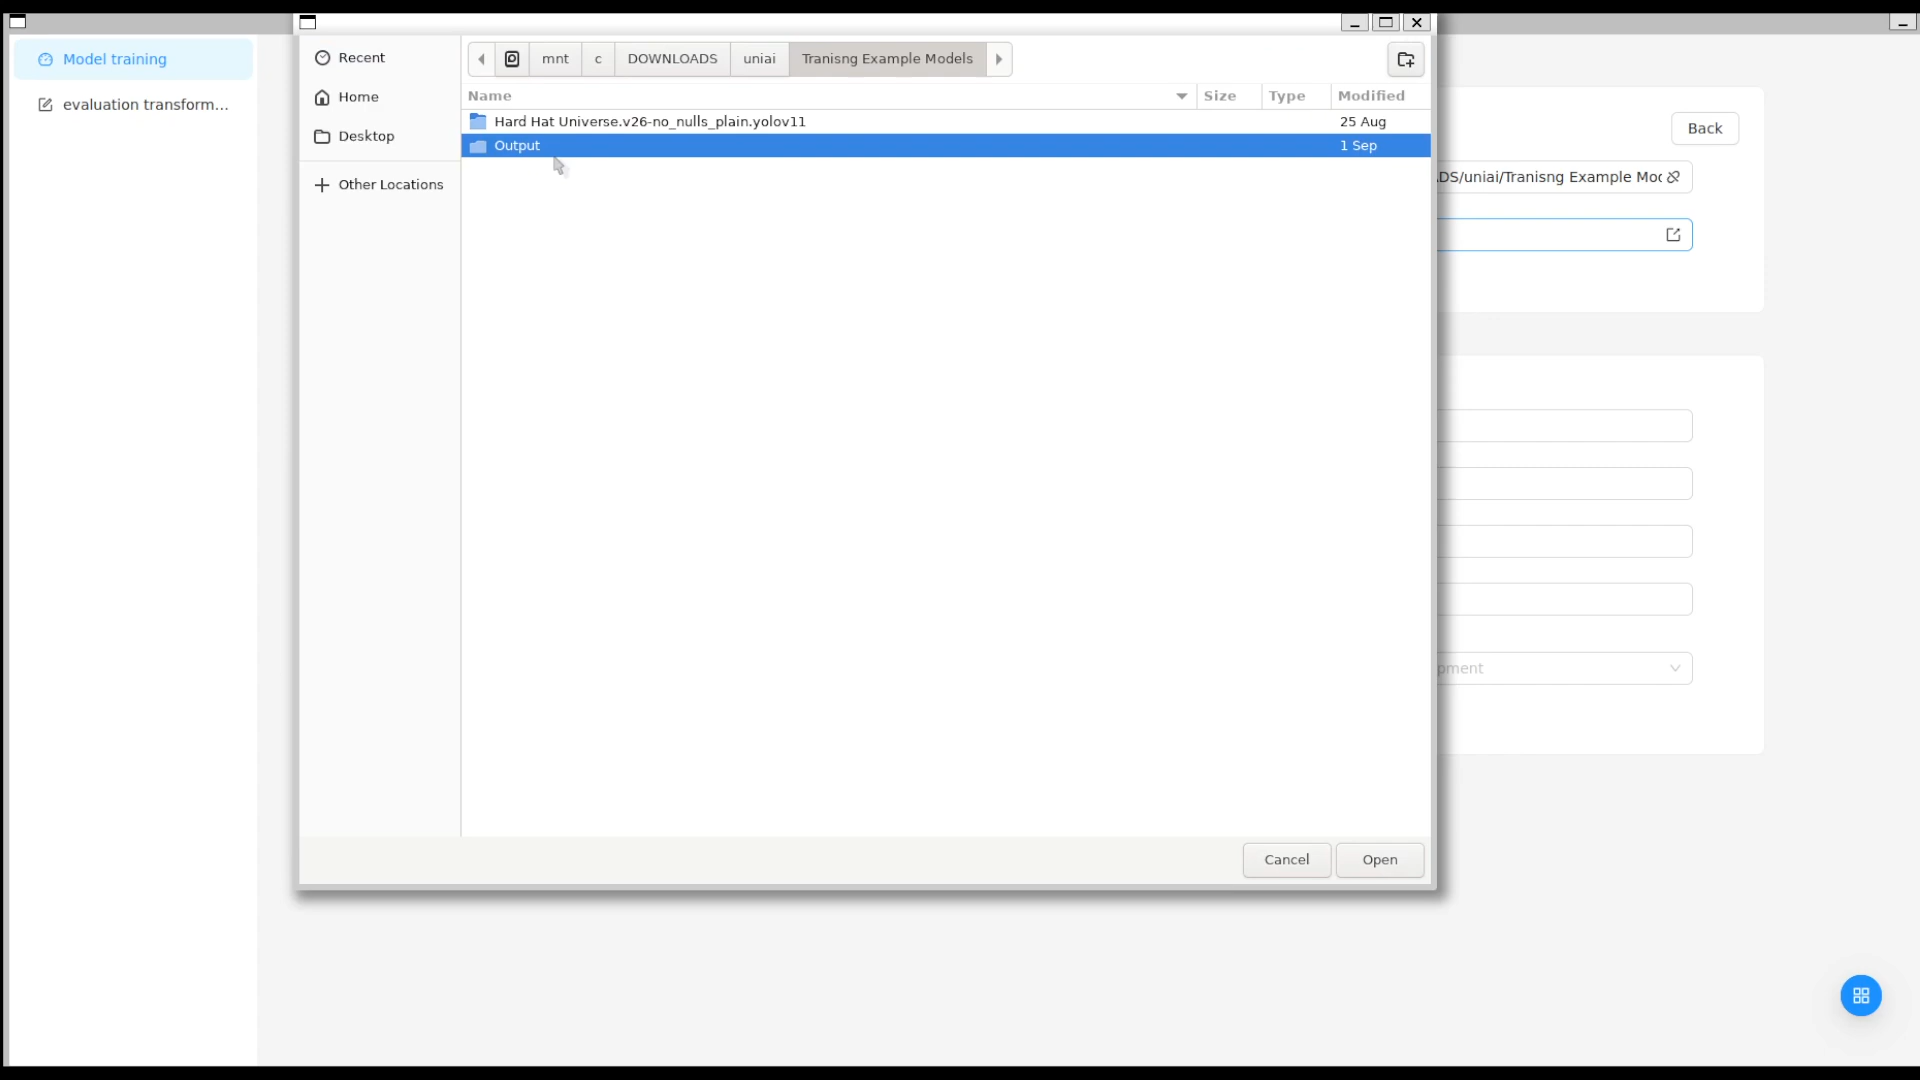 Model training
evaluation transform...
Recent
Home
Desktop
Other Locations
mnt
c
DOWNLOADS
uniai
Tranisng Example Models
Name
Size
Type
Modified
Hard Hat Universe.v26-no_nulls_plain.yolov11
25 Aug
Output
1 Sep
Cancel
Open
Back
DS/uniai/Tranisng Example Moc
pment